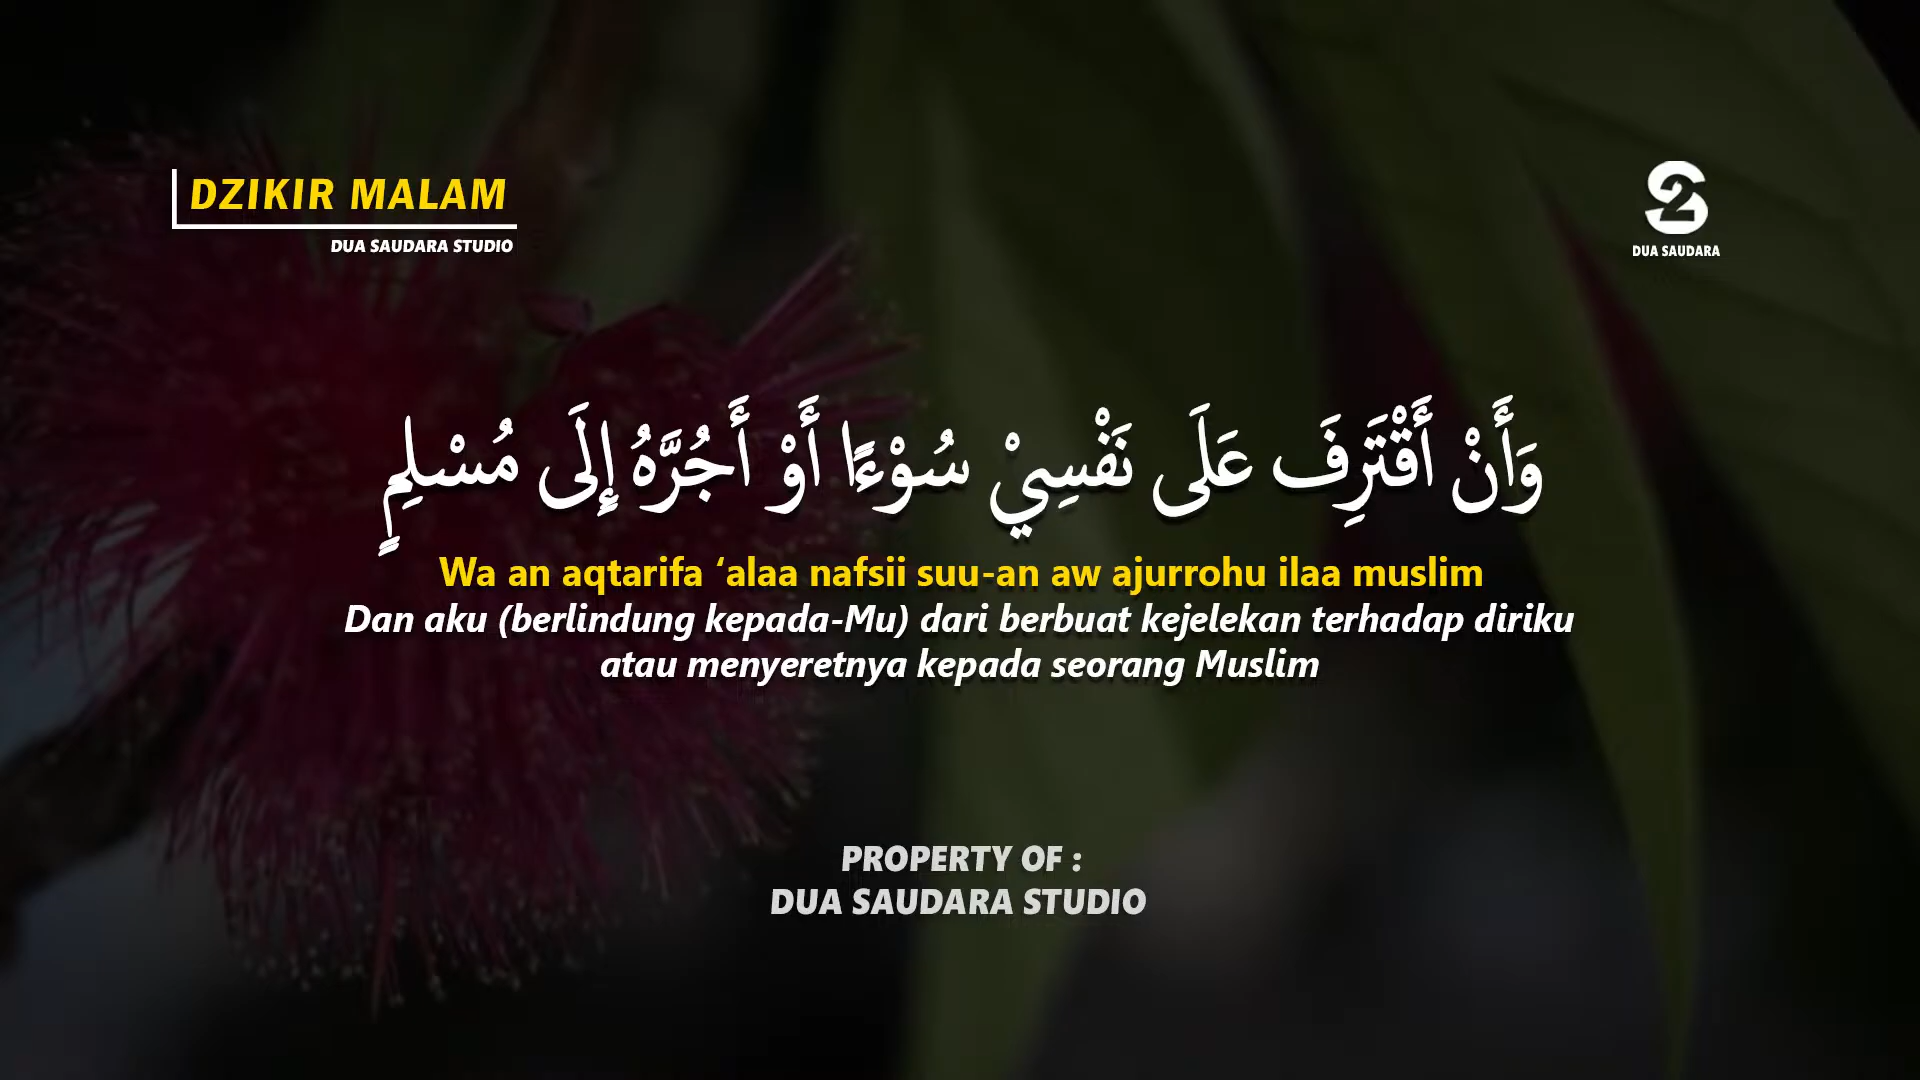 DZIKIR MALAM
DUA SAUDARA STUDIO
S2
DUA SAUDARA
وَأَنْ أَقْتَرِفَ عَلَى نَفْسِيْ سُوْءًا أَوْ أَجُرَّهُ إِلَى مُسْلِمٍ
Wa an aqtarifa ‘alaa nafsii suu-an aw ajurrohu ilaa muslim
Dan aku (berlindung kepada-Mu) dari berbuat kejelekan terhadap diriku
atau menyeretnya kepada seorang Muslim
PROPERTY OF :
DUA SAUDARA STUDIO